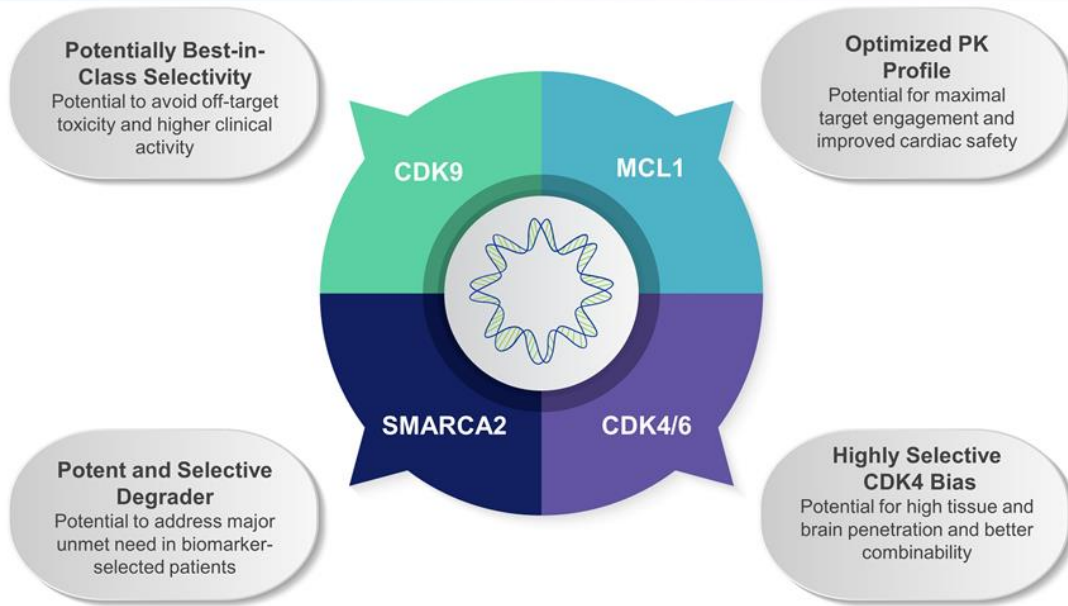 Potentially Best-in-
Class Selectivity
Potential to avoid off-target
toxicity and higher clinical
activity
Optimized PK
Profile
Potential for maximal
target engagement and
improved cardiac safety
CDK9
MCL1
SMARCA2
CDK4/6
Potent and Selective
Degrader
Potential to address major
unmet need in biomarker-
selected patients
Highly Selective
CDK4 Bias
Potential for high tissue and
brain penetration and better
combinability